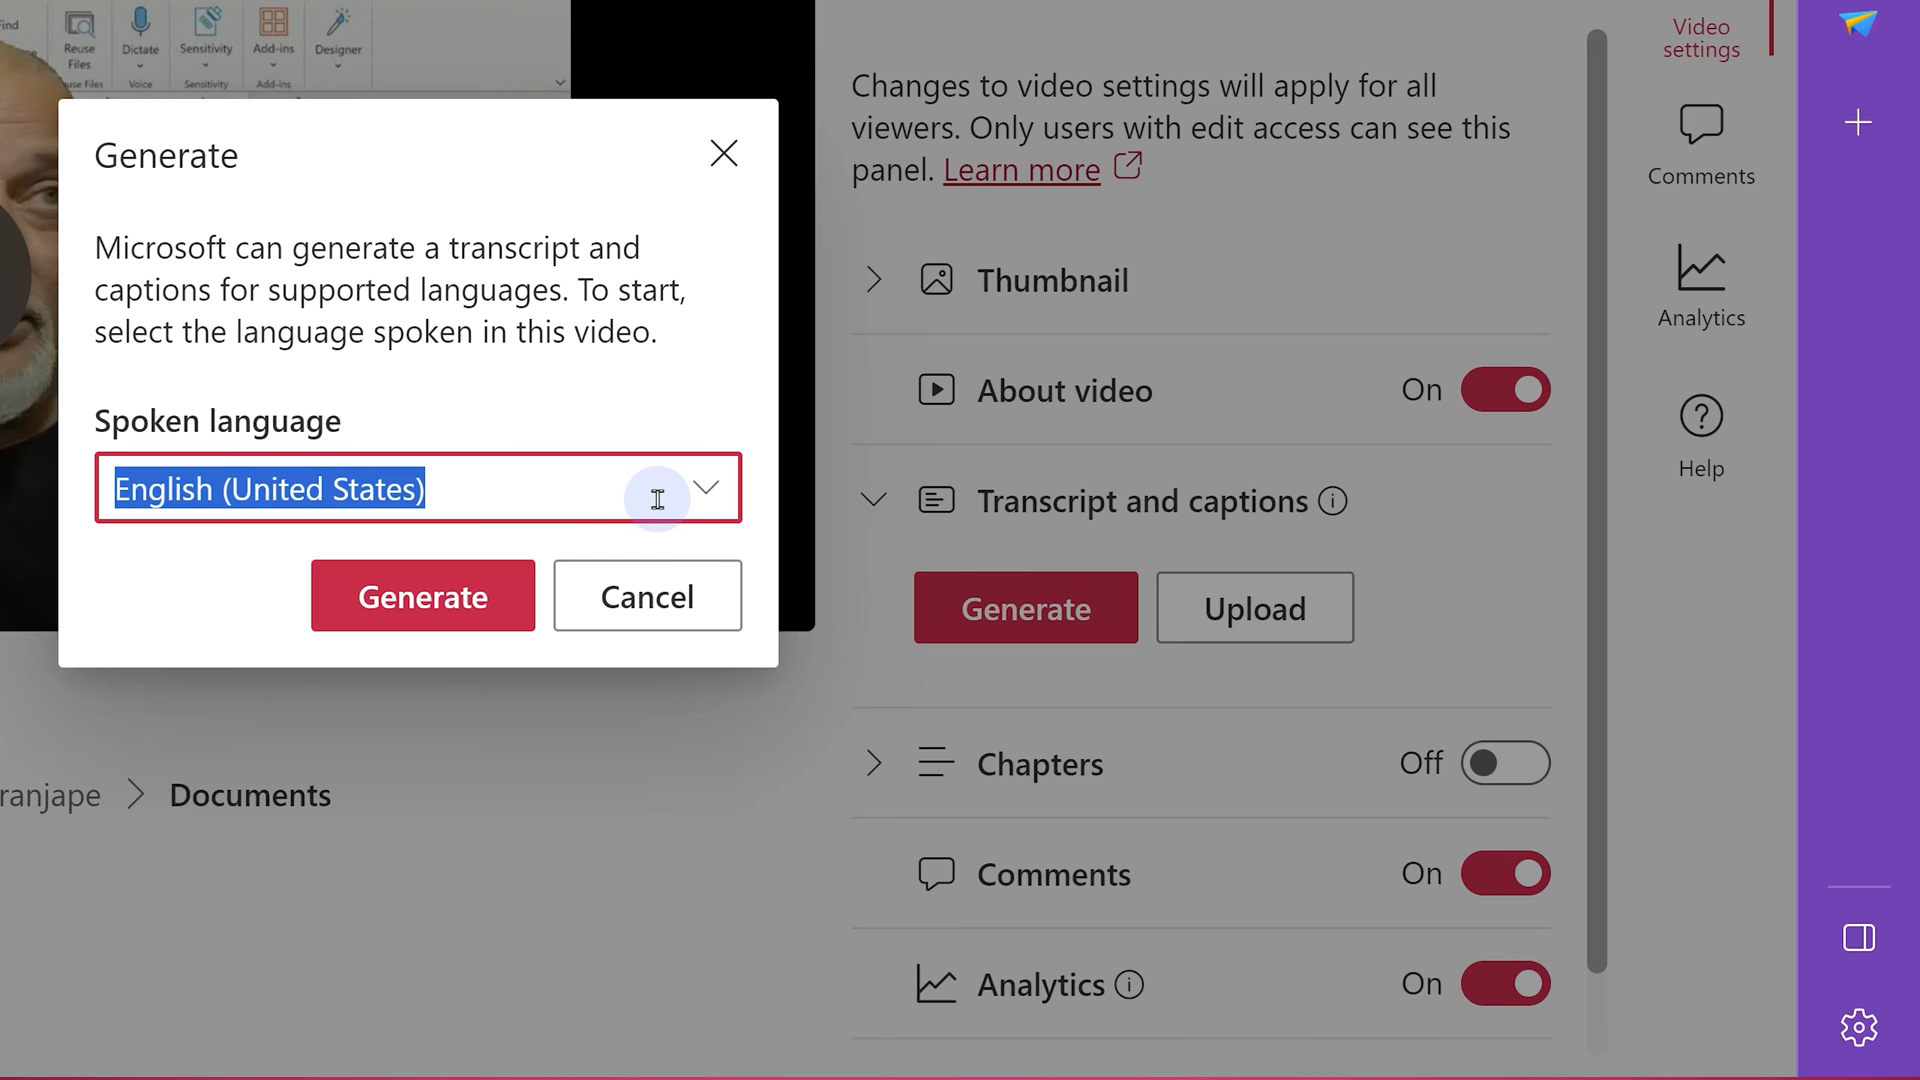 Find
Reuse
Files
Dictate
Sensitivity
Add-ins
Designer
use Files
Voice
Sensitivity
Add-ins
Generate
Microsoft can generate a transcript and
captions for supported languages. To start,
select the language spoken in this video.
Spoken language
English (United States)
Generate
Cancel
ranjape
Documents
Changes to video settings will apply for all
viewers. Only users with edit access can see this
panel. Learn more
Thumbnail
About video
On
Transcript and captions
Generate
Upload
Chapters
Off
Comments
On
Analytics
On
Video
settings
Comments
Analytics
Help